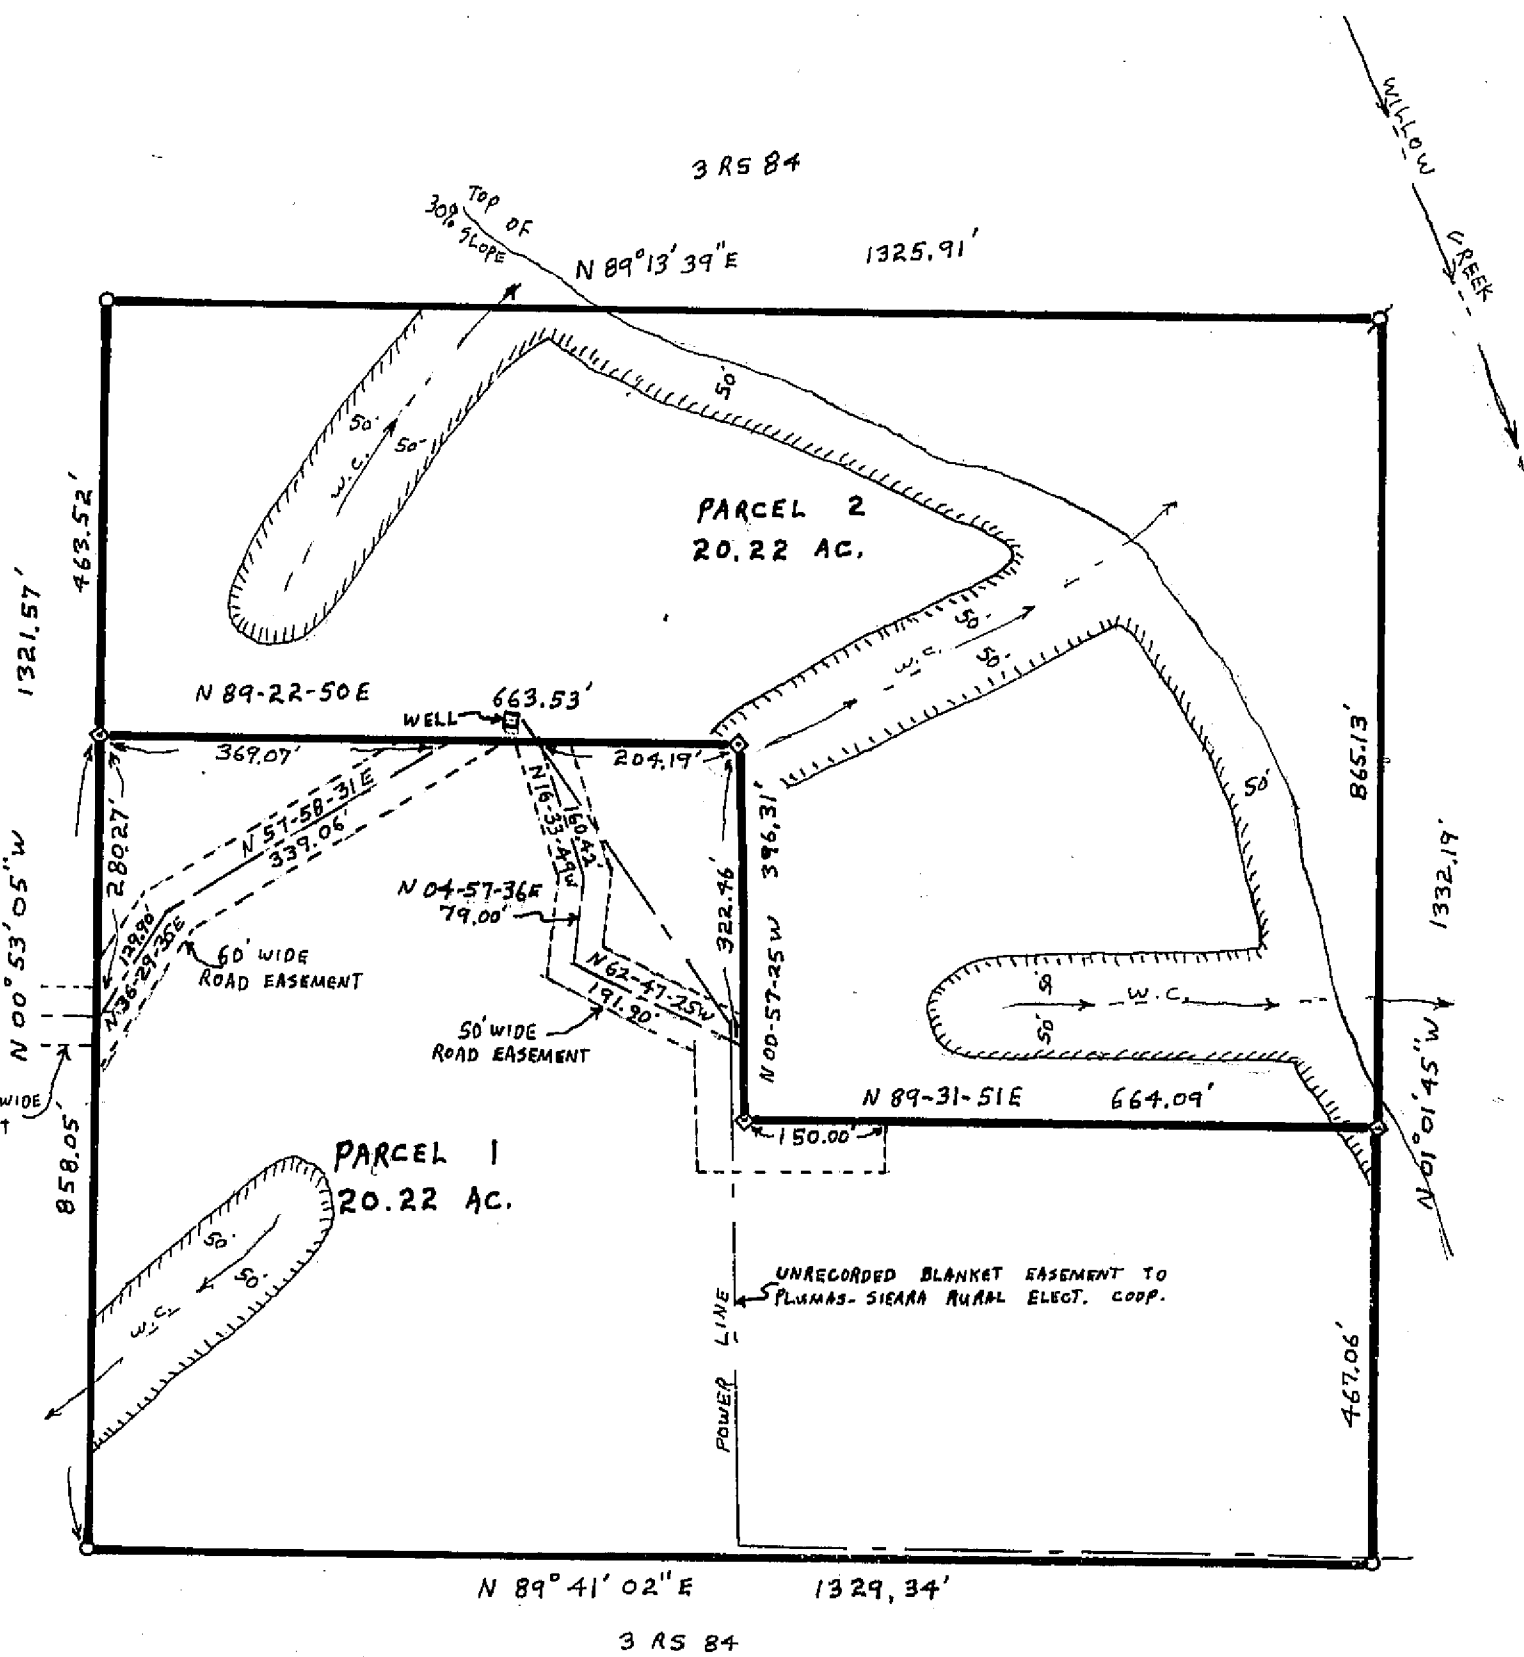 WILLOW
CREEK
3 RS 84
TOP OF
30% SLOPE
N 89°13'39"E 1325.91'
50'
50'
50'
W.C.
463.52'
1321.57'
PARCEL 2
20.22 AC.
50'
W.C.
50'
N 89-22-50E 663.53'
WELL
369.07'
204.19'
865.13'
50'
280.27'
N 57-58-31E
339.06'
N 16-33-49W
160.42'
322.46'
N 00-57-25W 396.31'
1332.19'
N 04-57-36E
79.00'
129.90'
N 36-29-35E
60' WIDE
ROAD EASEMENT
N 62-47-25W
191.90'
50' WIDE
ROAD EASEMENT
50'
W.C.
50'
N 00°53'05"W
WIDE
N 89-31-51E 664.09'
150.00'
N 01°01'45"W
858.05'
PARCEL 1
20.22 AC.
50'
50'
W.C.
UNRECORDED BLANKET EASEMENT TO
PLUMAS-SIERRA RURAL ELECT. COOP.
POWER LINE
467.06'
N 89°41'02"E 1329.34'
3 RS 84